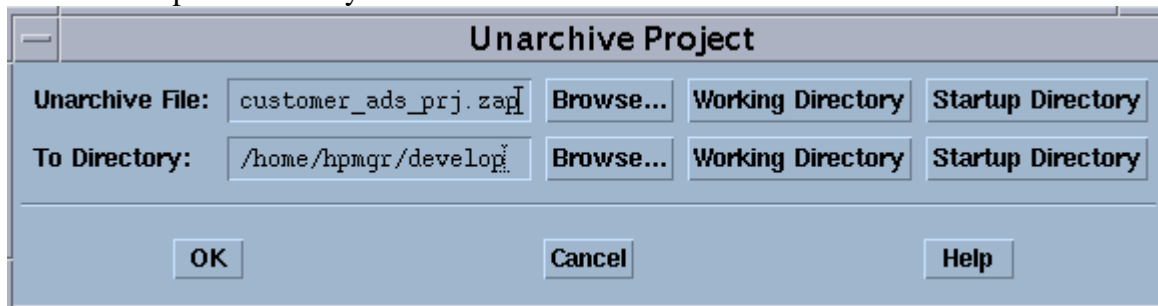 Unarchive Project
Unarchive File: customer_ads_prj.zap Browse... Working Directory Startup Directory
To Directory: /home/hpmgr/develop Browse... Working Directory Startup Directory
OK Cancel Help